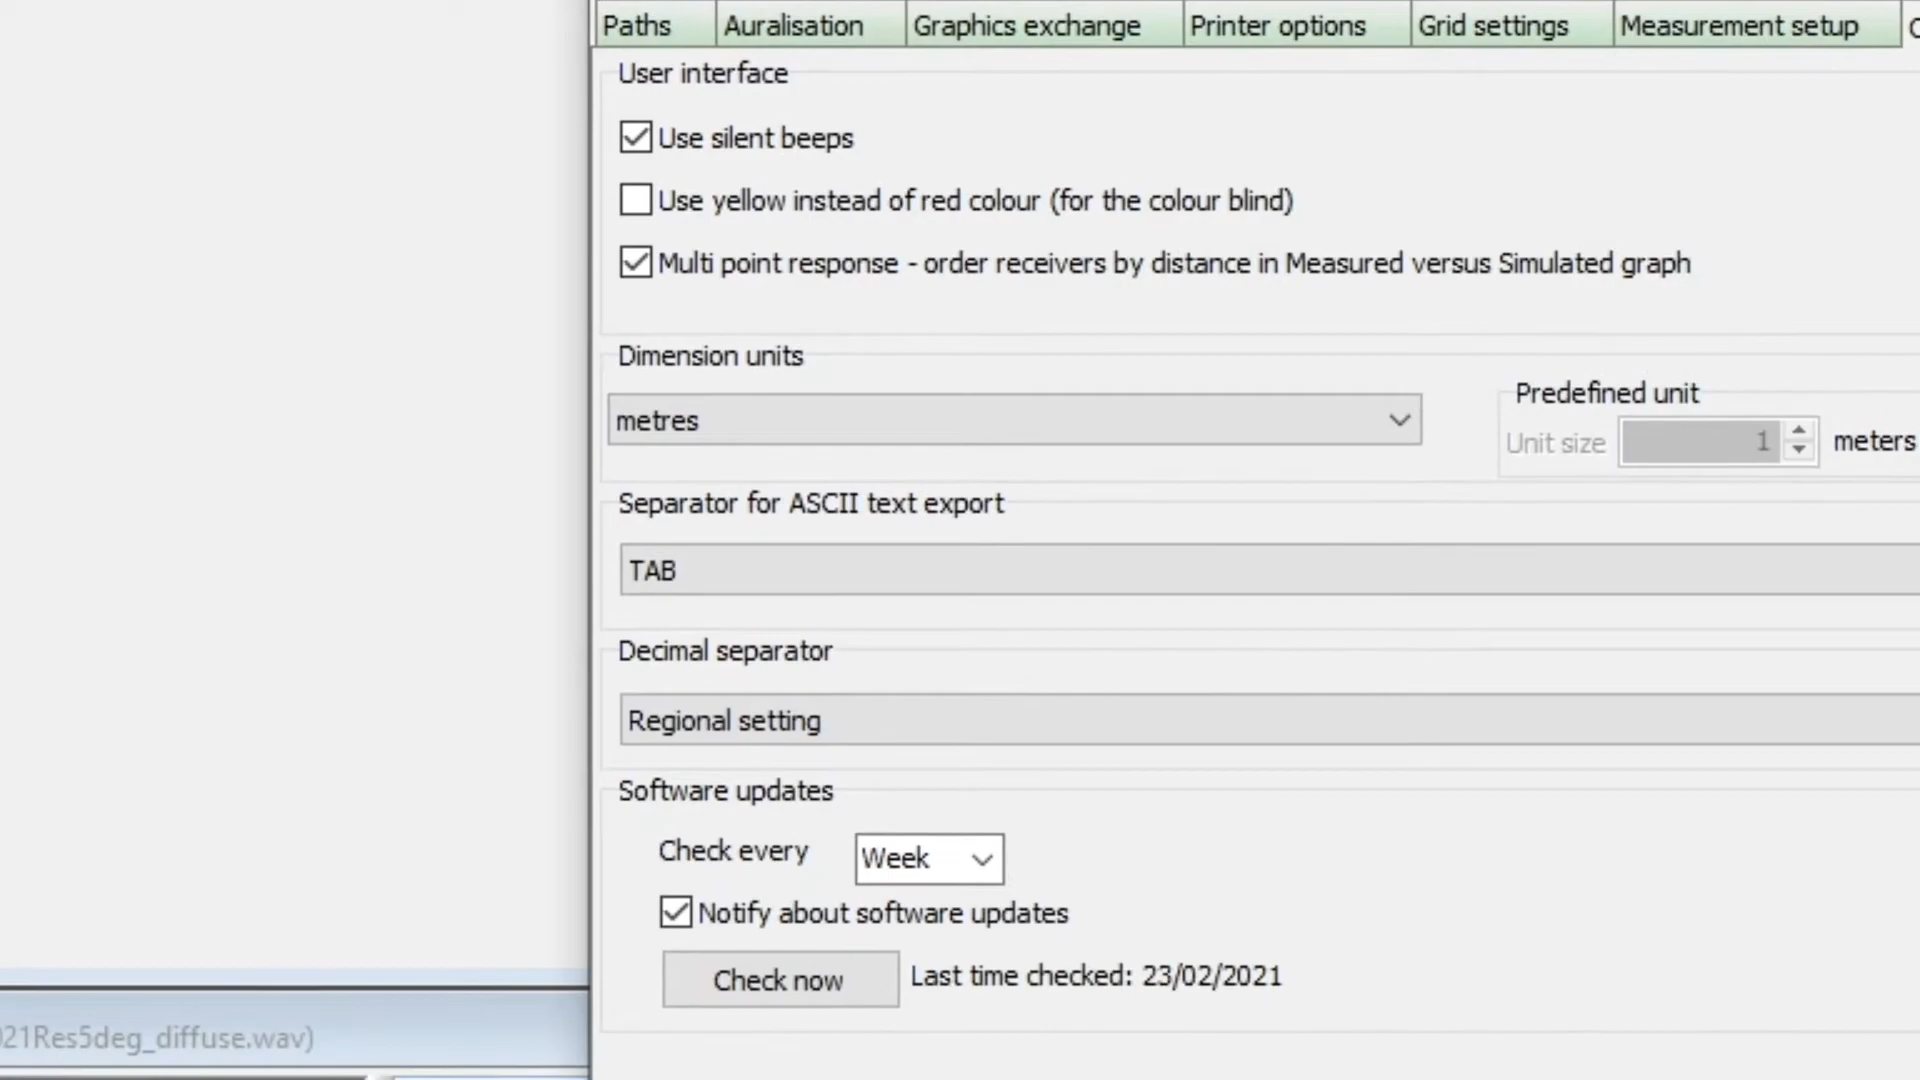 Paths Auralisation Graphics exchange Printer options Grid settings Measurement setup
User interface
Use silent beeps
Use yellow instead of red colour (for the colour blind)
Multi point response - order receivers by distance in Measured versus Simulated graph
Dimension units
metres
Predefined unit
Unit size 1 meters
Separator for ASCII text export
TAB
Decimal separator
Regional setting
Software updates
Check every Week
Notify about software updates
Check now Last time checked: 23/02/2021
021Res5deg_diffuse.wav)